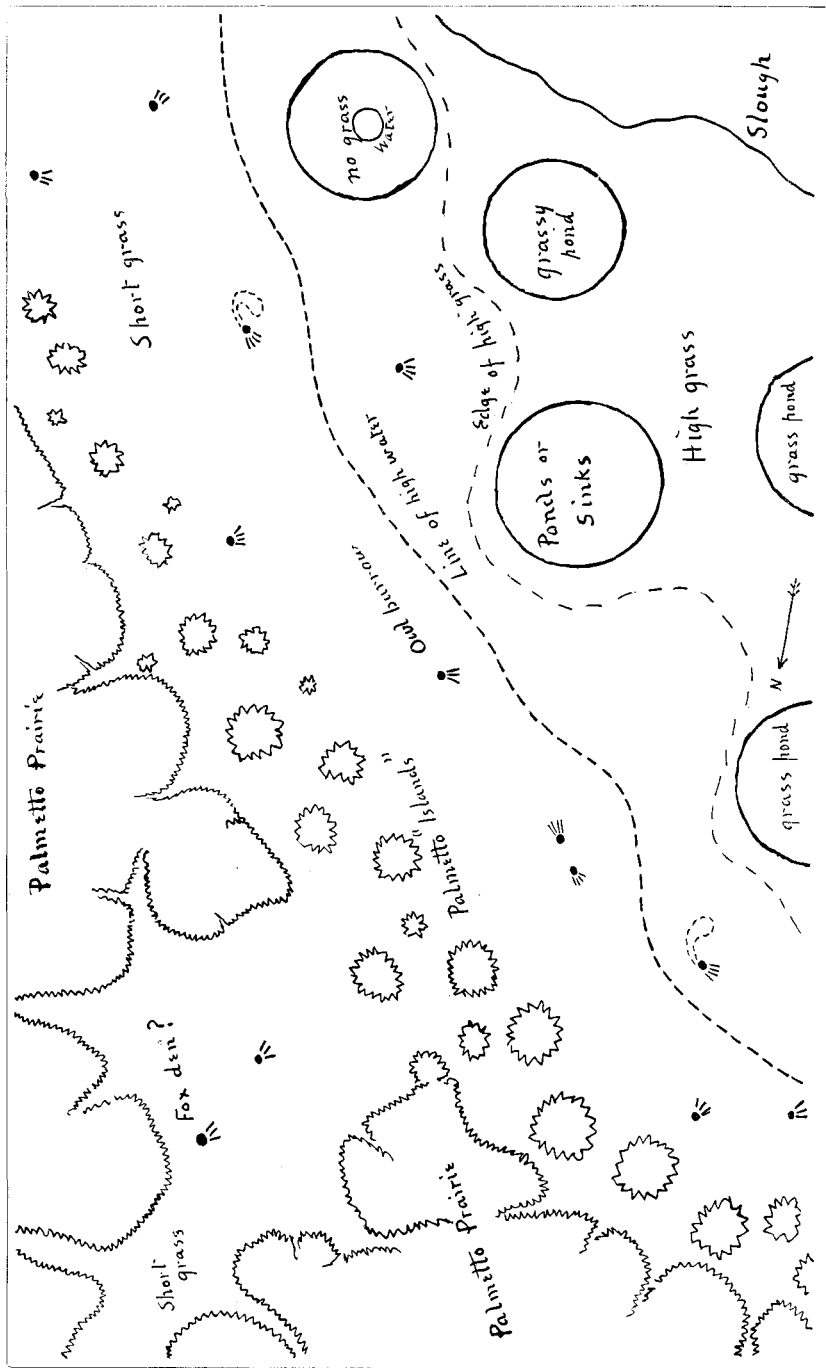 Palmetto Prairie
Short grass
Fox den?
Short
grass
no grass
water
Owl burrow
Line of high water
Palmetto "Islands"
Palmetto Prairie
Edge of high grass
grassy
pond
Ponds or
Sinks
High grass
Slough
N
grass pond
grass pond